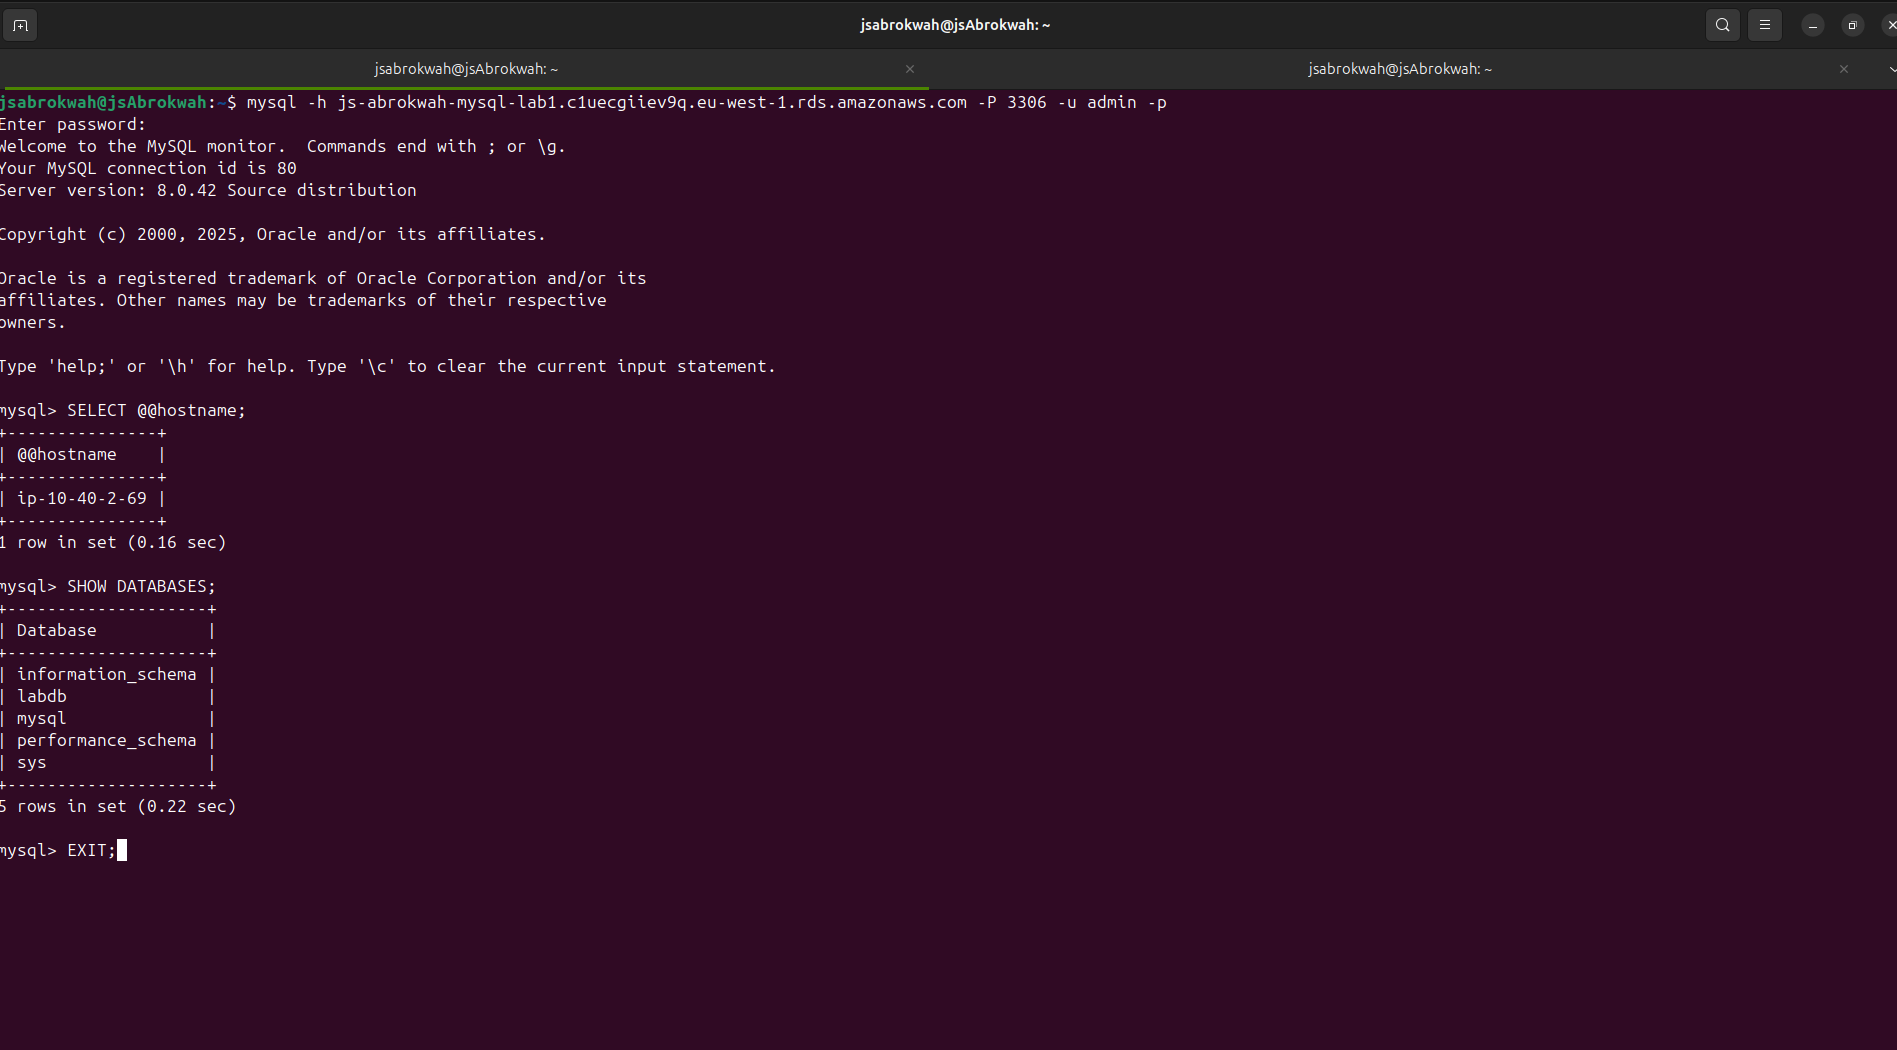 jsabrokwah@jsAbrokwah: ~
jsabrokwah@jsAbrokwah: ~
jsabrokwah@jsAbrokwah: ~
jsabrokwah@jsAbrokwah:~$ mysql -h js-abrokwah-mysql-lab1.c1uecgiiev9q.eu-west-1.rds.amazonaws.com -P 3306 -u admin -p
Enter password:
Welcome to the MySQL monitor.  Commands end with ; or \g.
Your MySQL connection id is 80
Server version: 8.0.42 Source distribution

Copyright (c) 2000, 2025, Oracle and/or its affiliates.

Oracle is a registered trademark of Oracle Corporation and/or its
affiliates. Other names may be trademarks of their respective
owners.

Type 'help;' or '\h' for help. Type '\c' to clear the current input statement.

mysql> SELECT @@hostname;
+---------------+
| @@hostname    |
+---------------+
| ip-10-40-2-69 |
+---------------+
1 row in set (0.16 sec)

mysql> SHOW DATABASES;
+--------------------+
| Database           |
+--------------------+
| information_schema |
| labdb              |
| mysql              |
| performance_schema |
| sys                |
+--------------------+
5 rows in set (0.22 sec)

mysql> EXIT;